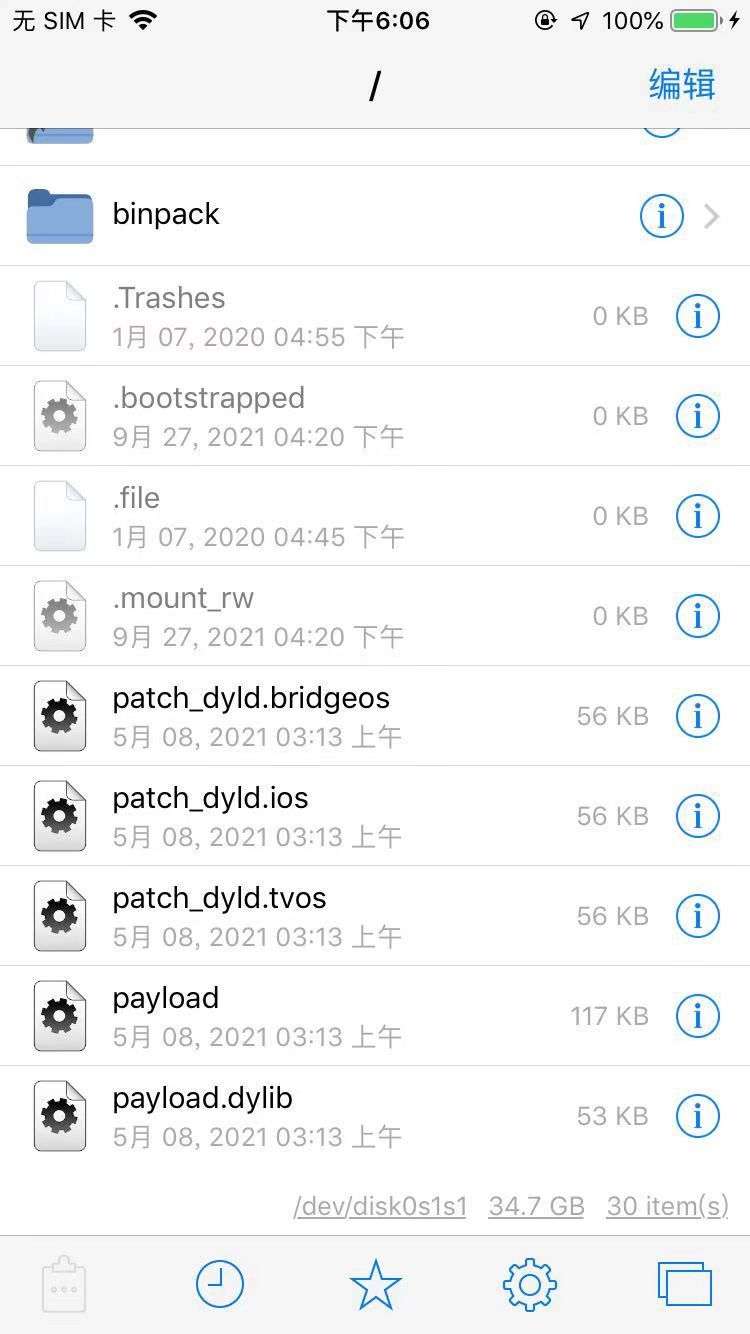 无 SIM 卡 下午6:06 100%
/ 编辑
binpack
.Trashes
1月 07, 2020 04:55 下午 0 KB
.bootstrapped
9月 27, 2021 04:20 下午 0 KB
.file
1月 07, 2020 04:45 下午 0 KB
.mount_rw
9月 27, 2021 04:20 下午 0 KB
patch_dyld.bridgeos
5月 08, 2021 03:13 上午 56 KB
patch_dyld.ios
5月 08, 2021 03:13 上午 56 KB
patch_dyld.tvos
5月 08, 2021 03:13 上午 56 KB
payload
5月 08, 2021 03:13 上午 117 KB
payload.dylib
5月 08, 2021 03:13 上午 53 KB
/dev/disk0s1s1 34.7 GB 30 item(s)